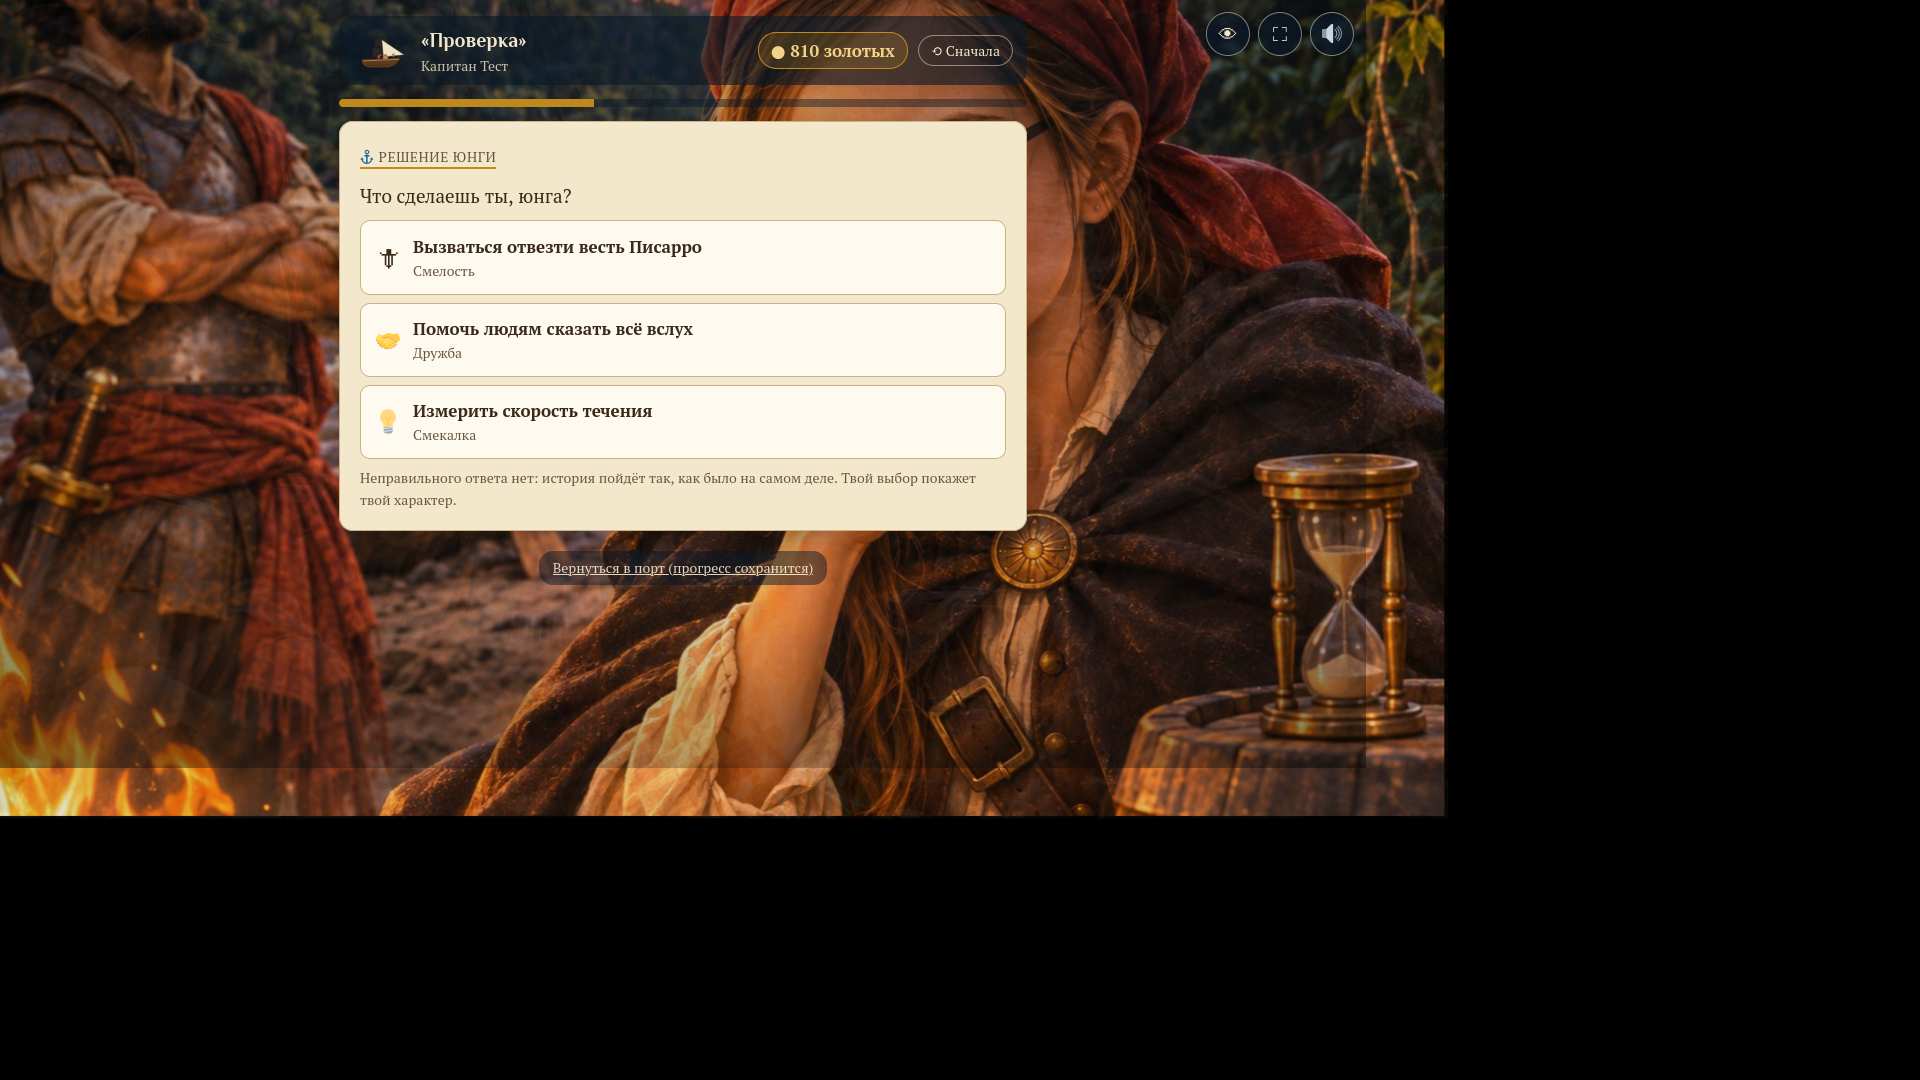 «Проверка»
Капитан Тест
810 золотых
⟲ Сначала
⚓ РЕШЕНИЕ ЮНГИ
Что сделаешь ты, юнга?
Вызваться отвезти весть Писарро
Смелость
Помочь людям сказать всё вслух
Дружба
Измерить скорость течения
Смекалка
Неправильного ответа нет: история пойдёт так, как было на самом деле. Твой выбор покажет
твой характер.
Вернуться в порт (прогресс сохранится)